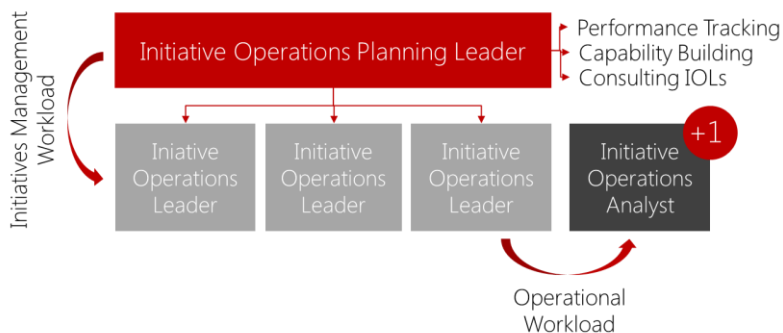 Initiative Operations Planning Leader
Performance Tracking
Capability Building
Consulting IOLs
Initiatives Management
Workload
Iniative
Operations
Leader
Initiative
Operations
Leader
Initiative
Operations
Leader
+1
Initiative
Operations
Analyst
Operational
Workload